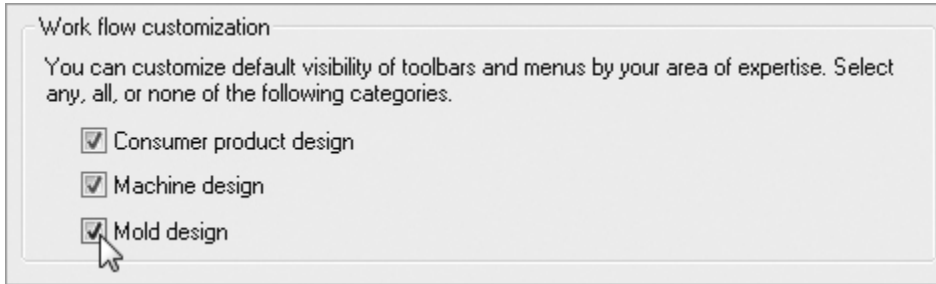 Work flow customization
You can customize default visibility of toolbars and menus by your area of expertise. Select
any, all, or none of the following categories.
Consumer product design
Machine design
Mold design